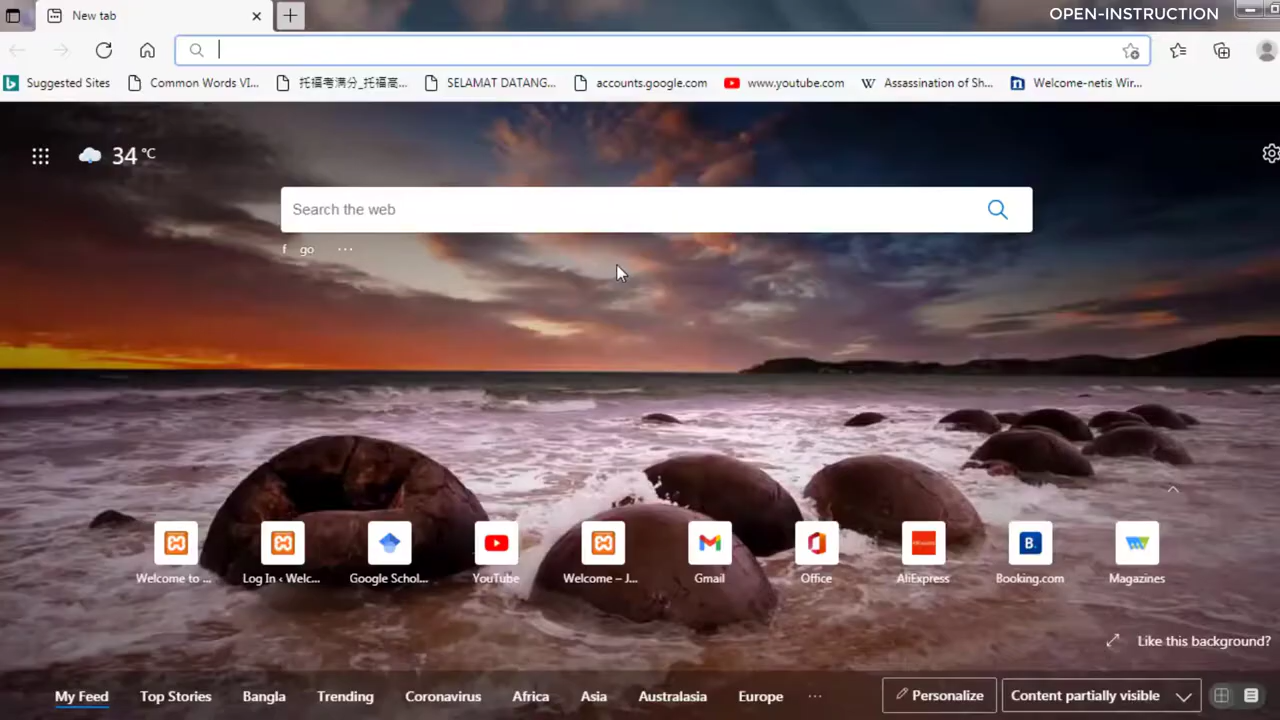 New tab
OPEN-INSTRUCTION
Suggested Sites Common Words VI... 托福考满分_托福高... SELAMAT DATANG... accounts.google.com www.youtube.com Assassination of Sh... Welcome-netis Wir...
34 °C
Search the web
f go ...
Welcome to ... Log In ‹ Welc... Google Schol... YouTube Welcome – J... Gmail Office AliExpress Booking.com Magazines
Like this background?
My Feed Top Stories Bangla Trending Coronavirus Africa Asia Australasia Europe ... Personalize Content partially visible